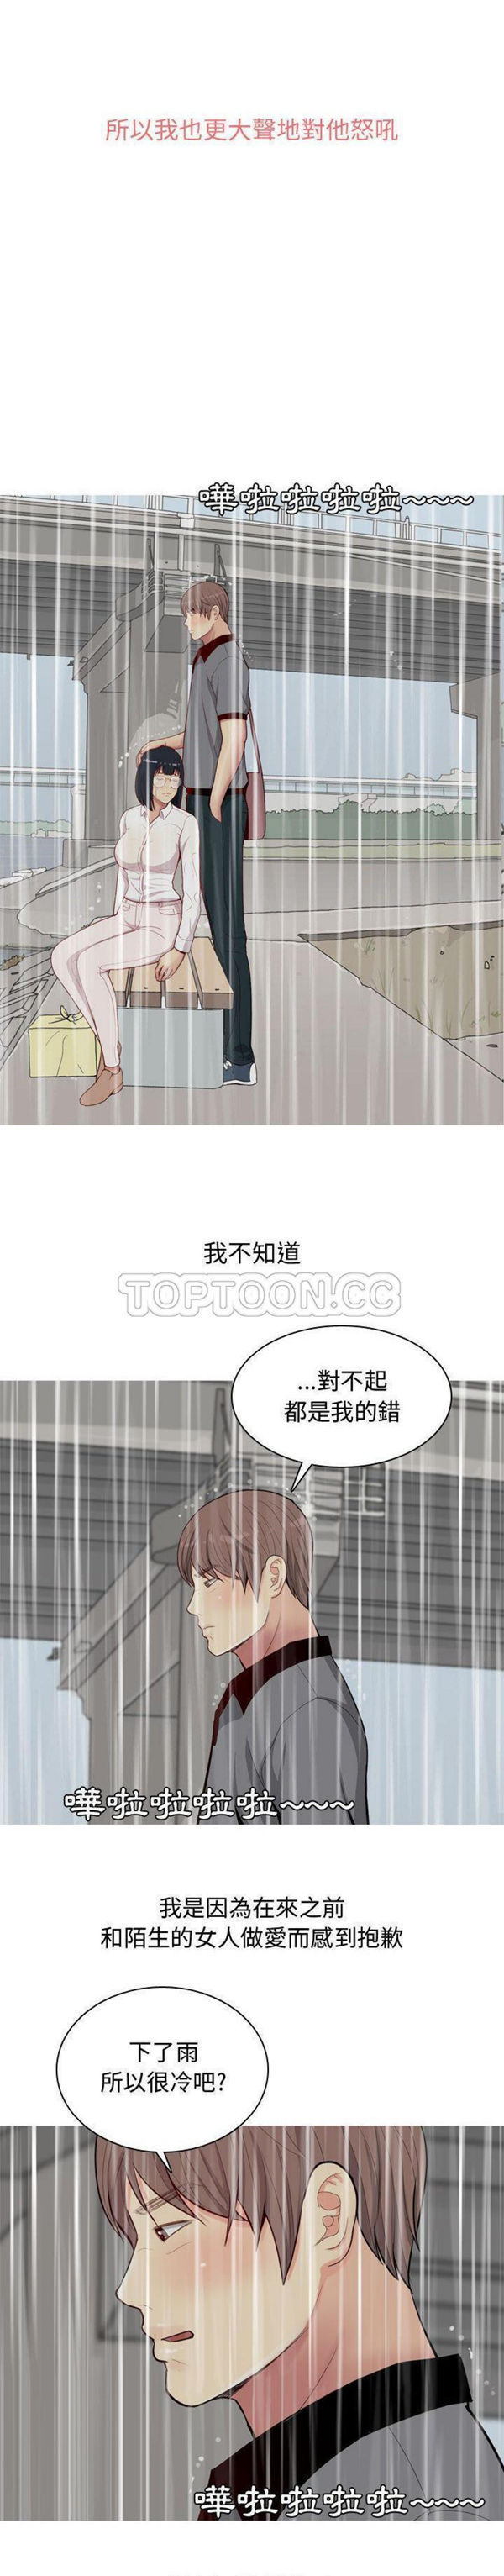 所以我也更大聲地對他怒吼
嘩啦啦啦啦~~~
我不知道
TOPTOON.CC
...對不起
都是我的錯
嘩啦啦啦啦~~~
我是因為在來之前
和陌生的女人做愛而感到抱歉
下了雨
所以很冷吧?
嘩啦啦啦啦~~~